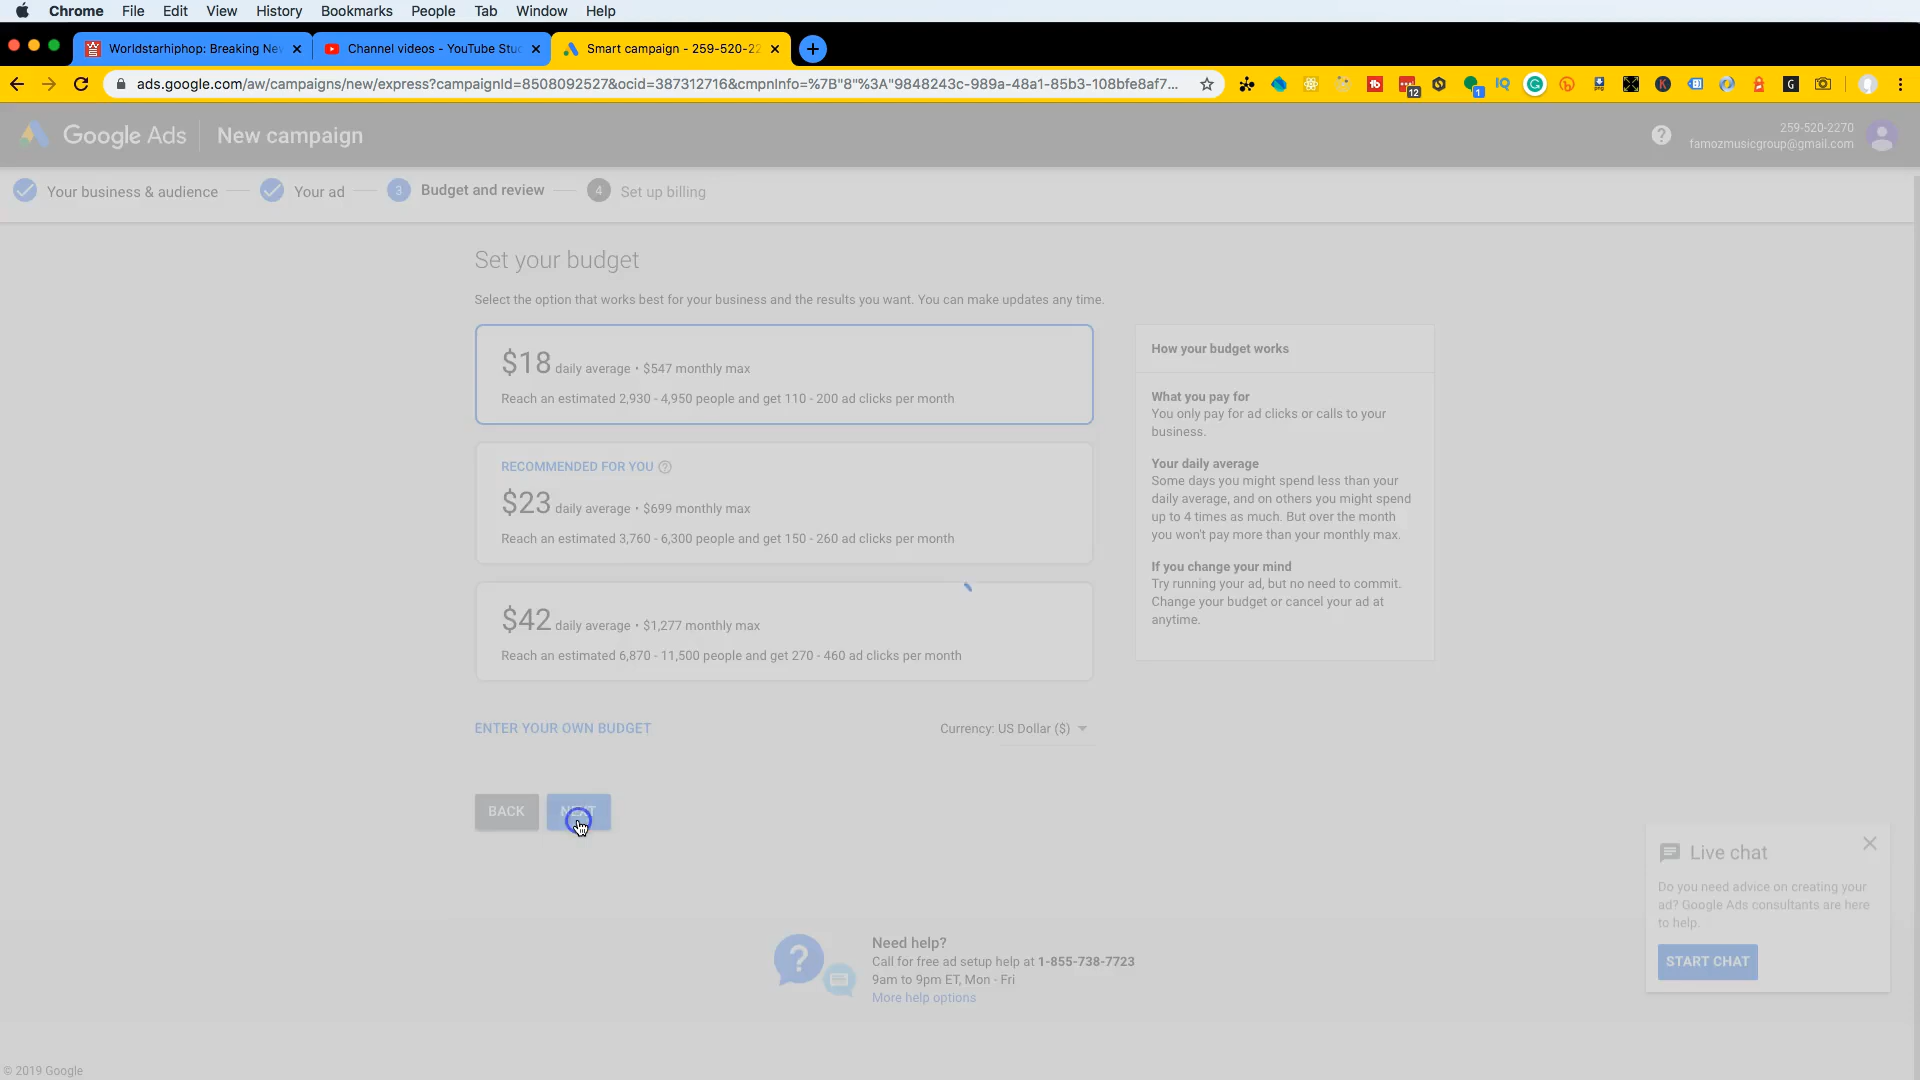 Chrome File Edit View History Bookmarks People Tab Window Help
Worldstarhiphop: Breaking Ne
Channel videos - YouTube Stud
Smart campaign - 259-520-22
ads.google.com/aw/campaigns/new/express?campaignId=8508092527&ocid=387312716&cmpnInfo=%7B"8"%3A"9848243c-989a-48a1-85b3-108bfe8af7...
Google Ads
New campaign
259-520-2270
famozmusicgroup@gmail.com
Your business & audience
Your ad
3 Budget and review
4 Set up billing
Set your budget
Select the option that works best for your business and the results you want. You can make updates any time.
$18 daily average • $547 monthly max
Reach an estimated 2,930 - 4,950 people and get 110 - 200 ad clicks per month
RECOMMENDED FOR YOU
$23 daily average • $699 monthly max
Reach an estimated 3,760 - 6,300 people and get 150 - 260 ad clicks per month
$42 daily average • $1,277 monthly max
Reach an estimated 6,870 - 11,500 people and get 270 - 460 ad clicks per month
ENTER YOUR OWN BUDGET
Currency: US Dollar ($)
BACK
NEXT
How your budget works
What you pay for
You only pay for ad clicks or calls to your
business.
Your daily average
Some days you might spend less than your
daily average, and on others you might spend
up to 4 times as much. But over the month
you won't pay more than your monthly max.
If you change your mind
Try running your ad, but no need to commit.
Change your budget or cancel your ad at
anytime.
Live chat
Do you need advice on creating your
ad? Google Ads consultants are here
to help.
START CHAT
Need help?
Call for free ad setup help at 1-855-738-7723
9am to 9pm ET, Mon - Fri
More help options
© 2019 Google